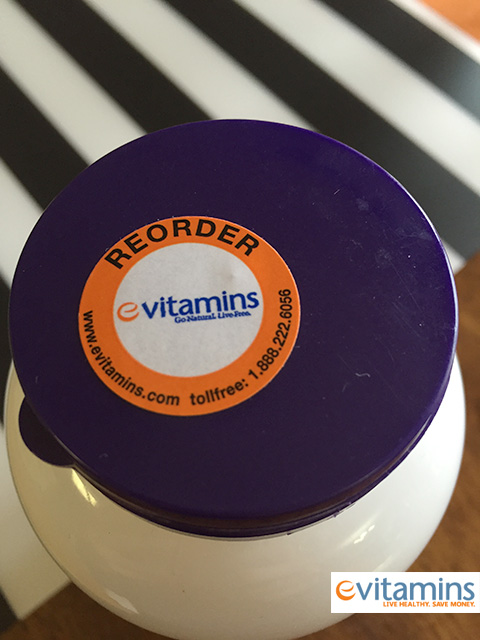 REORDER
evitamins
Go Natural. Live Free.
www.evitamins.com tollfree: 1.888.222.6056
evitamins
LIVE HEALTHY. SAVE MONEY.